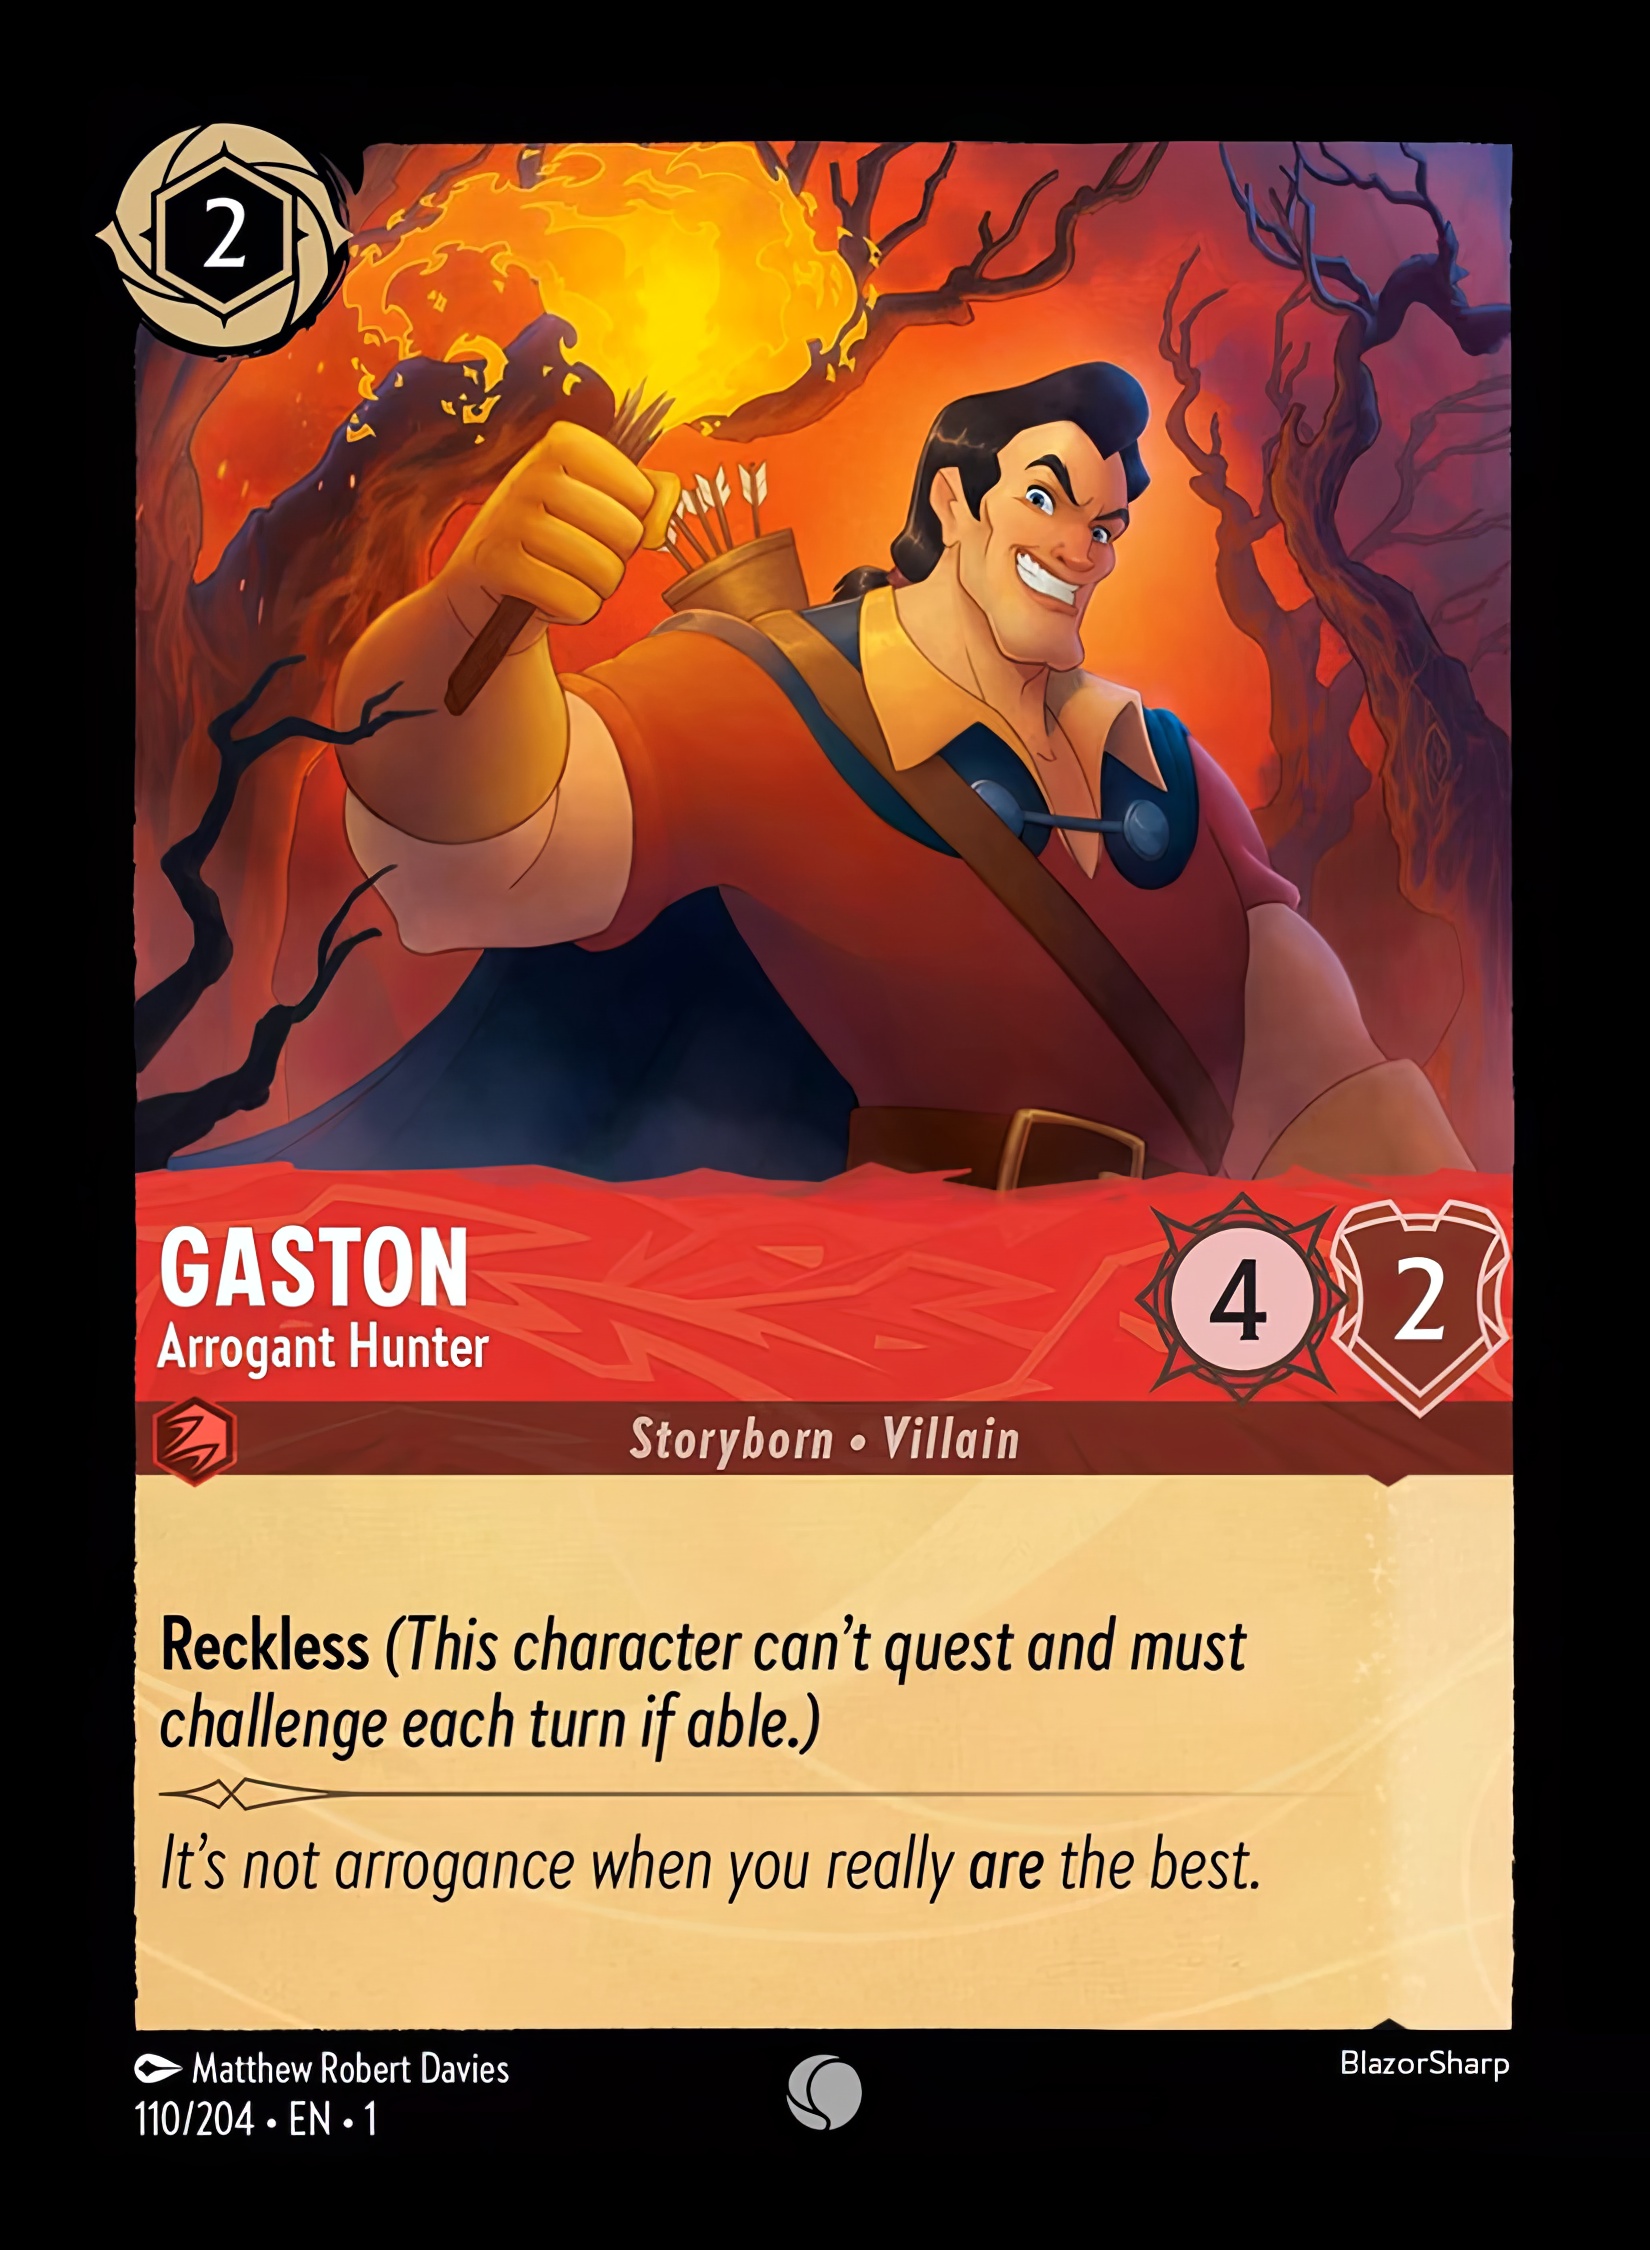 2
GASTON
Arrogant Hunter
4
2
Storyborn • Villain
Reckless (This character can't quest and must
challenge each turn if able.)
It's not arrogance when you really are the best.
Matthew Robert Davies
BlazorSharp
110/204 • EN • 1